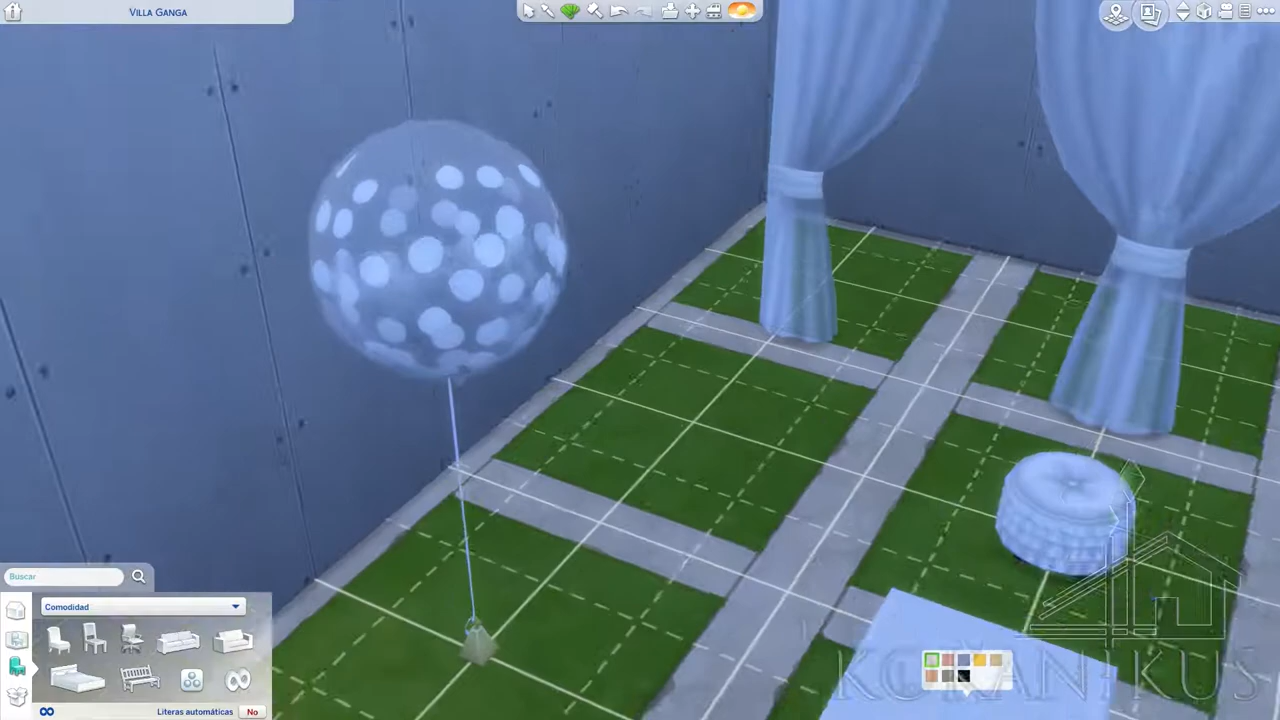 VILLA GANGA
Buscar
Comodidad
Literas automáticas
No
KORANIKUS